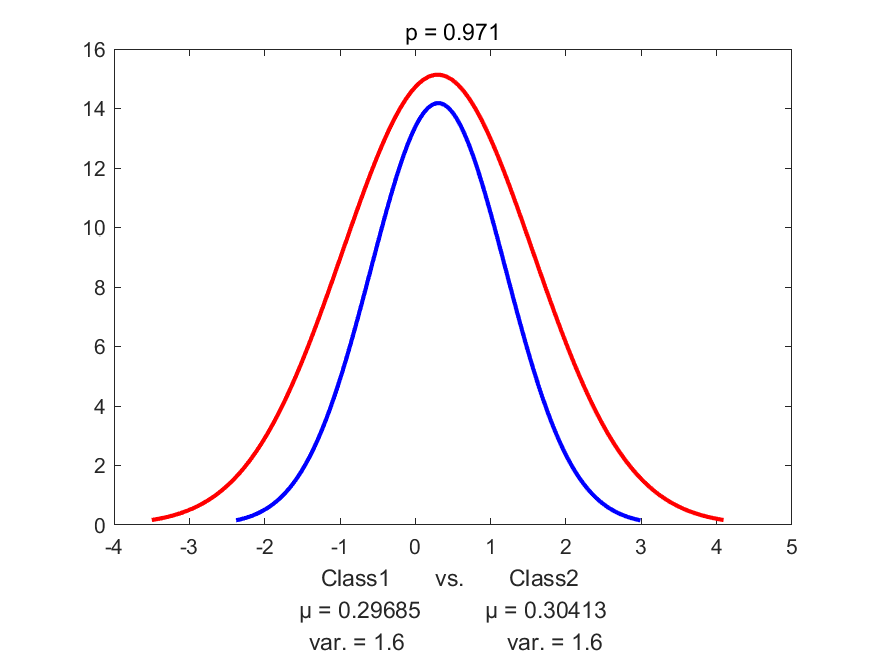 p = 0.971
16
14
12
10
8
6
4
2
0
-4 -3 -2 -1 0 1 2 3 4 5
Class1 vs. Class2
μ = 0.29685 μ = 0.30413
var. = 1.6 var. = 1.6